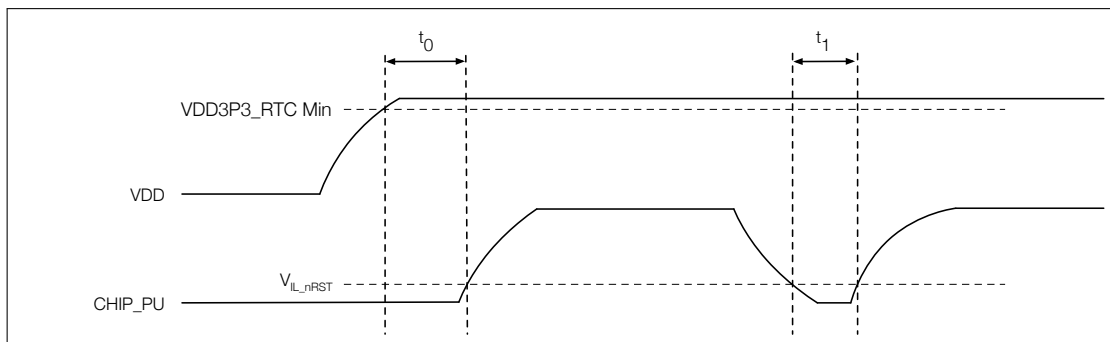 t0 t1
VDD3P3_RTC Min
VDD
VIL_nRST
CHIP_PU